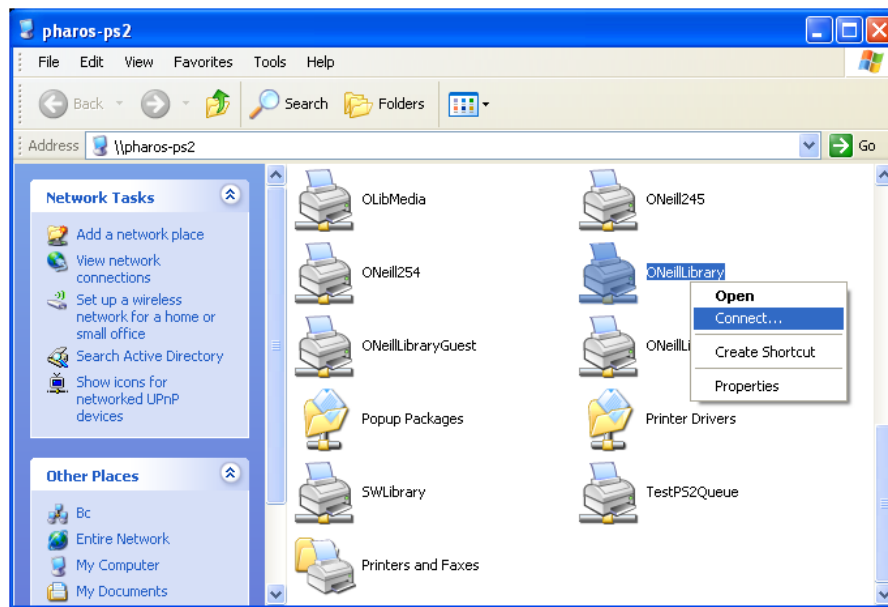 pharos-ps2
File Edit View Favorites Tools Help
Back Search Folders
Address \\pharos-ps2 Go
Network Tasks
Add a network place
View network
connections
Set up a wireless
network for a home or
small office
Search Active Directory
Show icons for
networked UPnP
devices
Other Places
Bc
Entire Network
My Computer
My Documents
OLibMedia ONeill245
ONeill254 ONeillLibrary
ONeillLibraryGuest ONeillLi
Popup Packages Printer Drivers
SWLibrary TestPS2Queue
Printers and Faxes
Open
Connect...
Create Shortcut
Properties